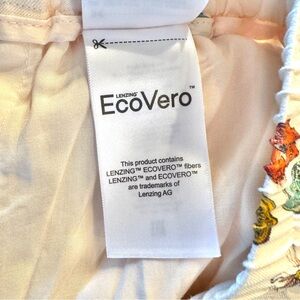 LENZING™
EcoVero™
This product contains
LENZING™ ECOVERO™ fibers
LENZING™ and ECOVERO™
are trademarks of
Lenzing AG